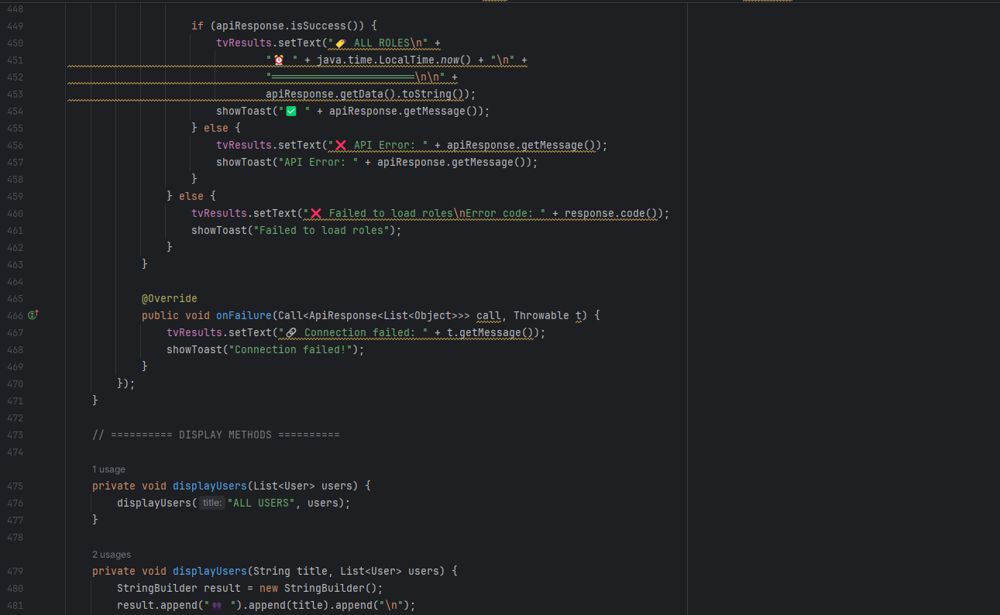 448
449 if (apiResponse.isSuccess()) {
450 tvResults.setText("🏷️ ALL ROLES\n" +
451 "⏰ " + java.time.LocalTime.now() + "\n" +
452 "═══════════════════════\n\n" +
453 apiResponse.getData().toString());
454 showToast("✅ " + apiResponse.getMessage());
455 } else {
456 tvResults.setText("❌ API Error: " + apiResponse.getMessage());
457 showToast("API Error: " + apiResponse.getMessage());
458 }
459 } else {
460 tvResults.setText("❌ Failed to load roles\nError code: " + response.code());
461 showToast("Failed to load roles");
462 }
463 }
464
465 @Override
466 public void onFailure(Call<ApiResponse<List<Object>>> call, Throwable t) {
467 tvResults.setText("🔗 Connection failed: " + t.getMessage());
468 showToast("Connection failed!");
469 }
470 });
471 }
472
473 // ========== DISPLAY METHODS ==========
474
1 usage
475 private void displayUsers(List<User> users) {
476 displayUsers( title: "ALL USERS", users);
477 }
478
2 usages
479 private void displayUsers(String title, List<User> users) {
480 StringBuilder result = new StringBuilder();
481 result.append("👥 ").append(title).append("\n");